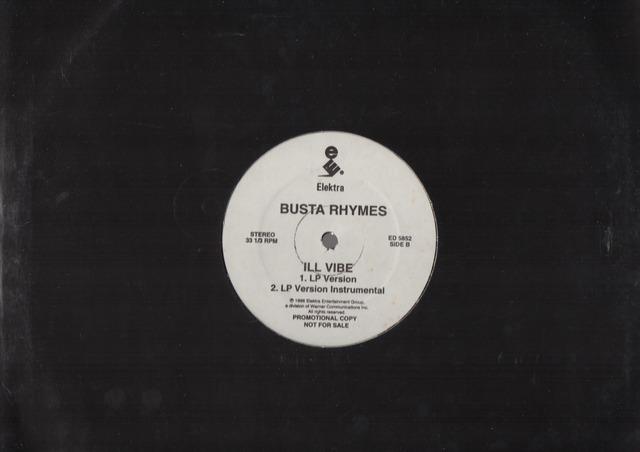 Elektra
BUSTA RHYMES
STEREO
33 1/3 RPM
ED 5852
SIDE B
ILL VIBE
1. LP Version
2. LP Version Instrumental
℗ 1996 Elektra Entertainment Group,
a division of Warner Communications Inc.
All rights reserved.
PROMOTIONAL COPY
NOT FOR SALE